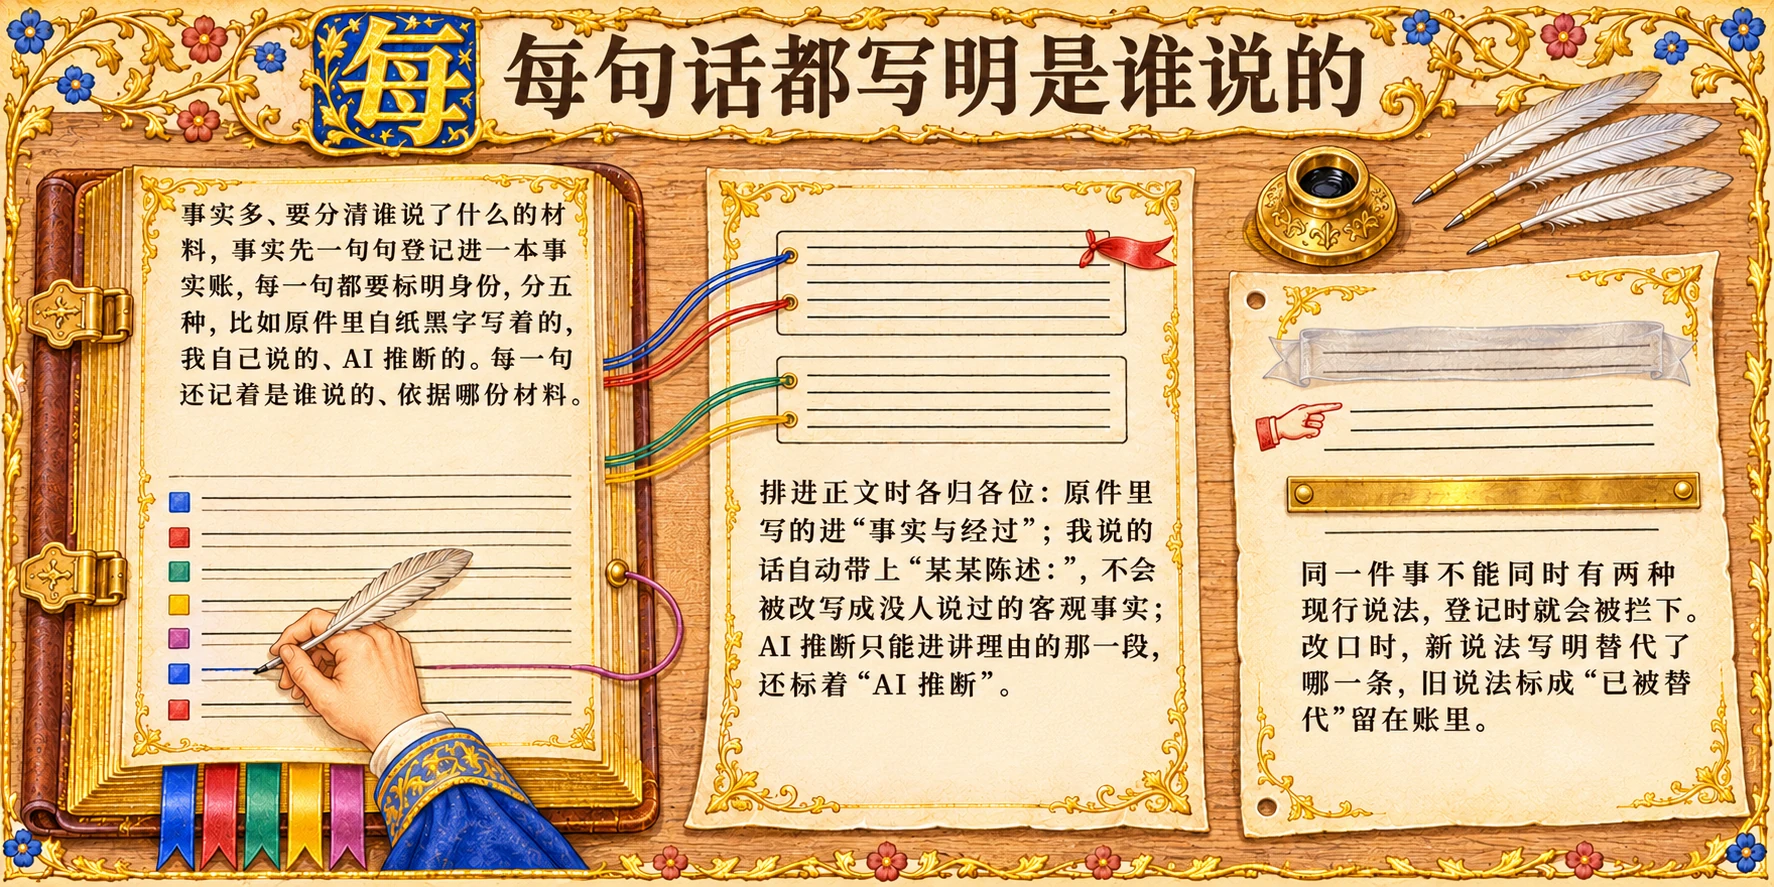 每
每句话都写明是谁说的
事实多、要分清谁说了什么的材
料，事实先一句句登记进一本事
实账，每一句都要标明身份，分五
种，比如原件里自纸黑字写着的，
我自己说的、AI 推断的。每一句
还记着是谁说的、依据哪份材料。
排进正文时各归各位：原件里
写的进“事实与经过”；我说的
话自动带上“某某陈述：”，不会
被改写成没人说过的客观事实；
AI 推断只能进讲理由的那一段，
还标着“AI 推断”。
同一件事不能同时有两种
现行说法，登记时就会被拦下。
改口时，新说法写明替代了
哪一条，旧说法标成“已被替
代”留在账里。